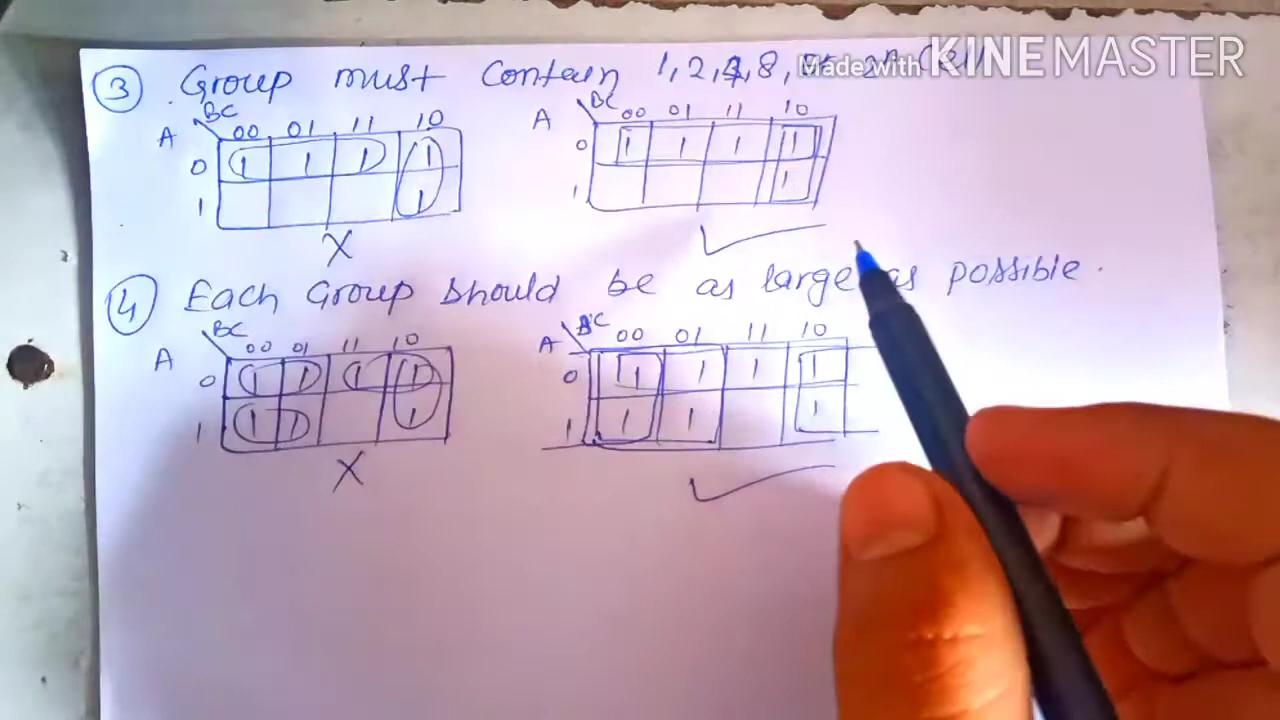 Made with KINEMASTER
③ Group must Contain 1, 2, 4, 8,
BC BC
A 00 01 11 10 A 00 01 11 10
0 1 1 1 1 0 1 1 1 1
1 1 1 1
X ✓
④ Each Group should be as large as possible.
BC BC
A 00 01 11 10 A 00 01 11 10
0 1 1 1 1 0 1 1 1 1
1 1 1 1 1 1 1 1
X ✓